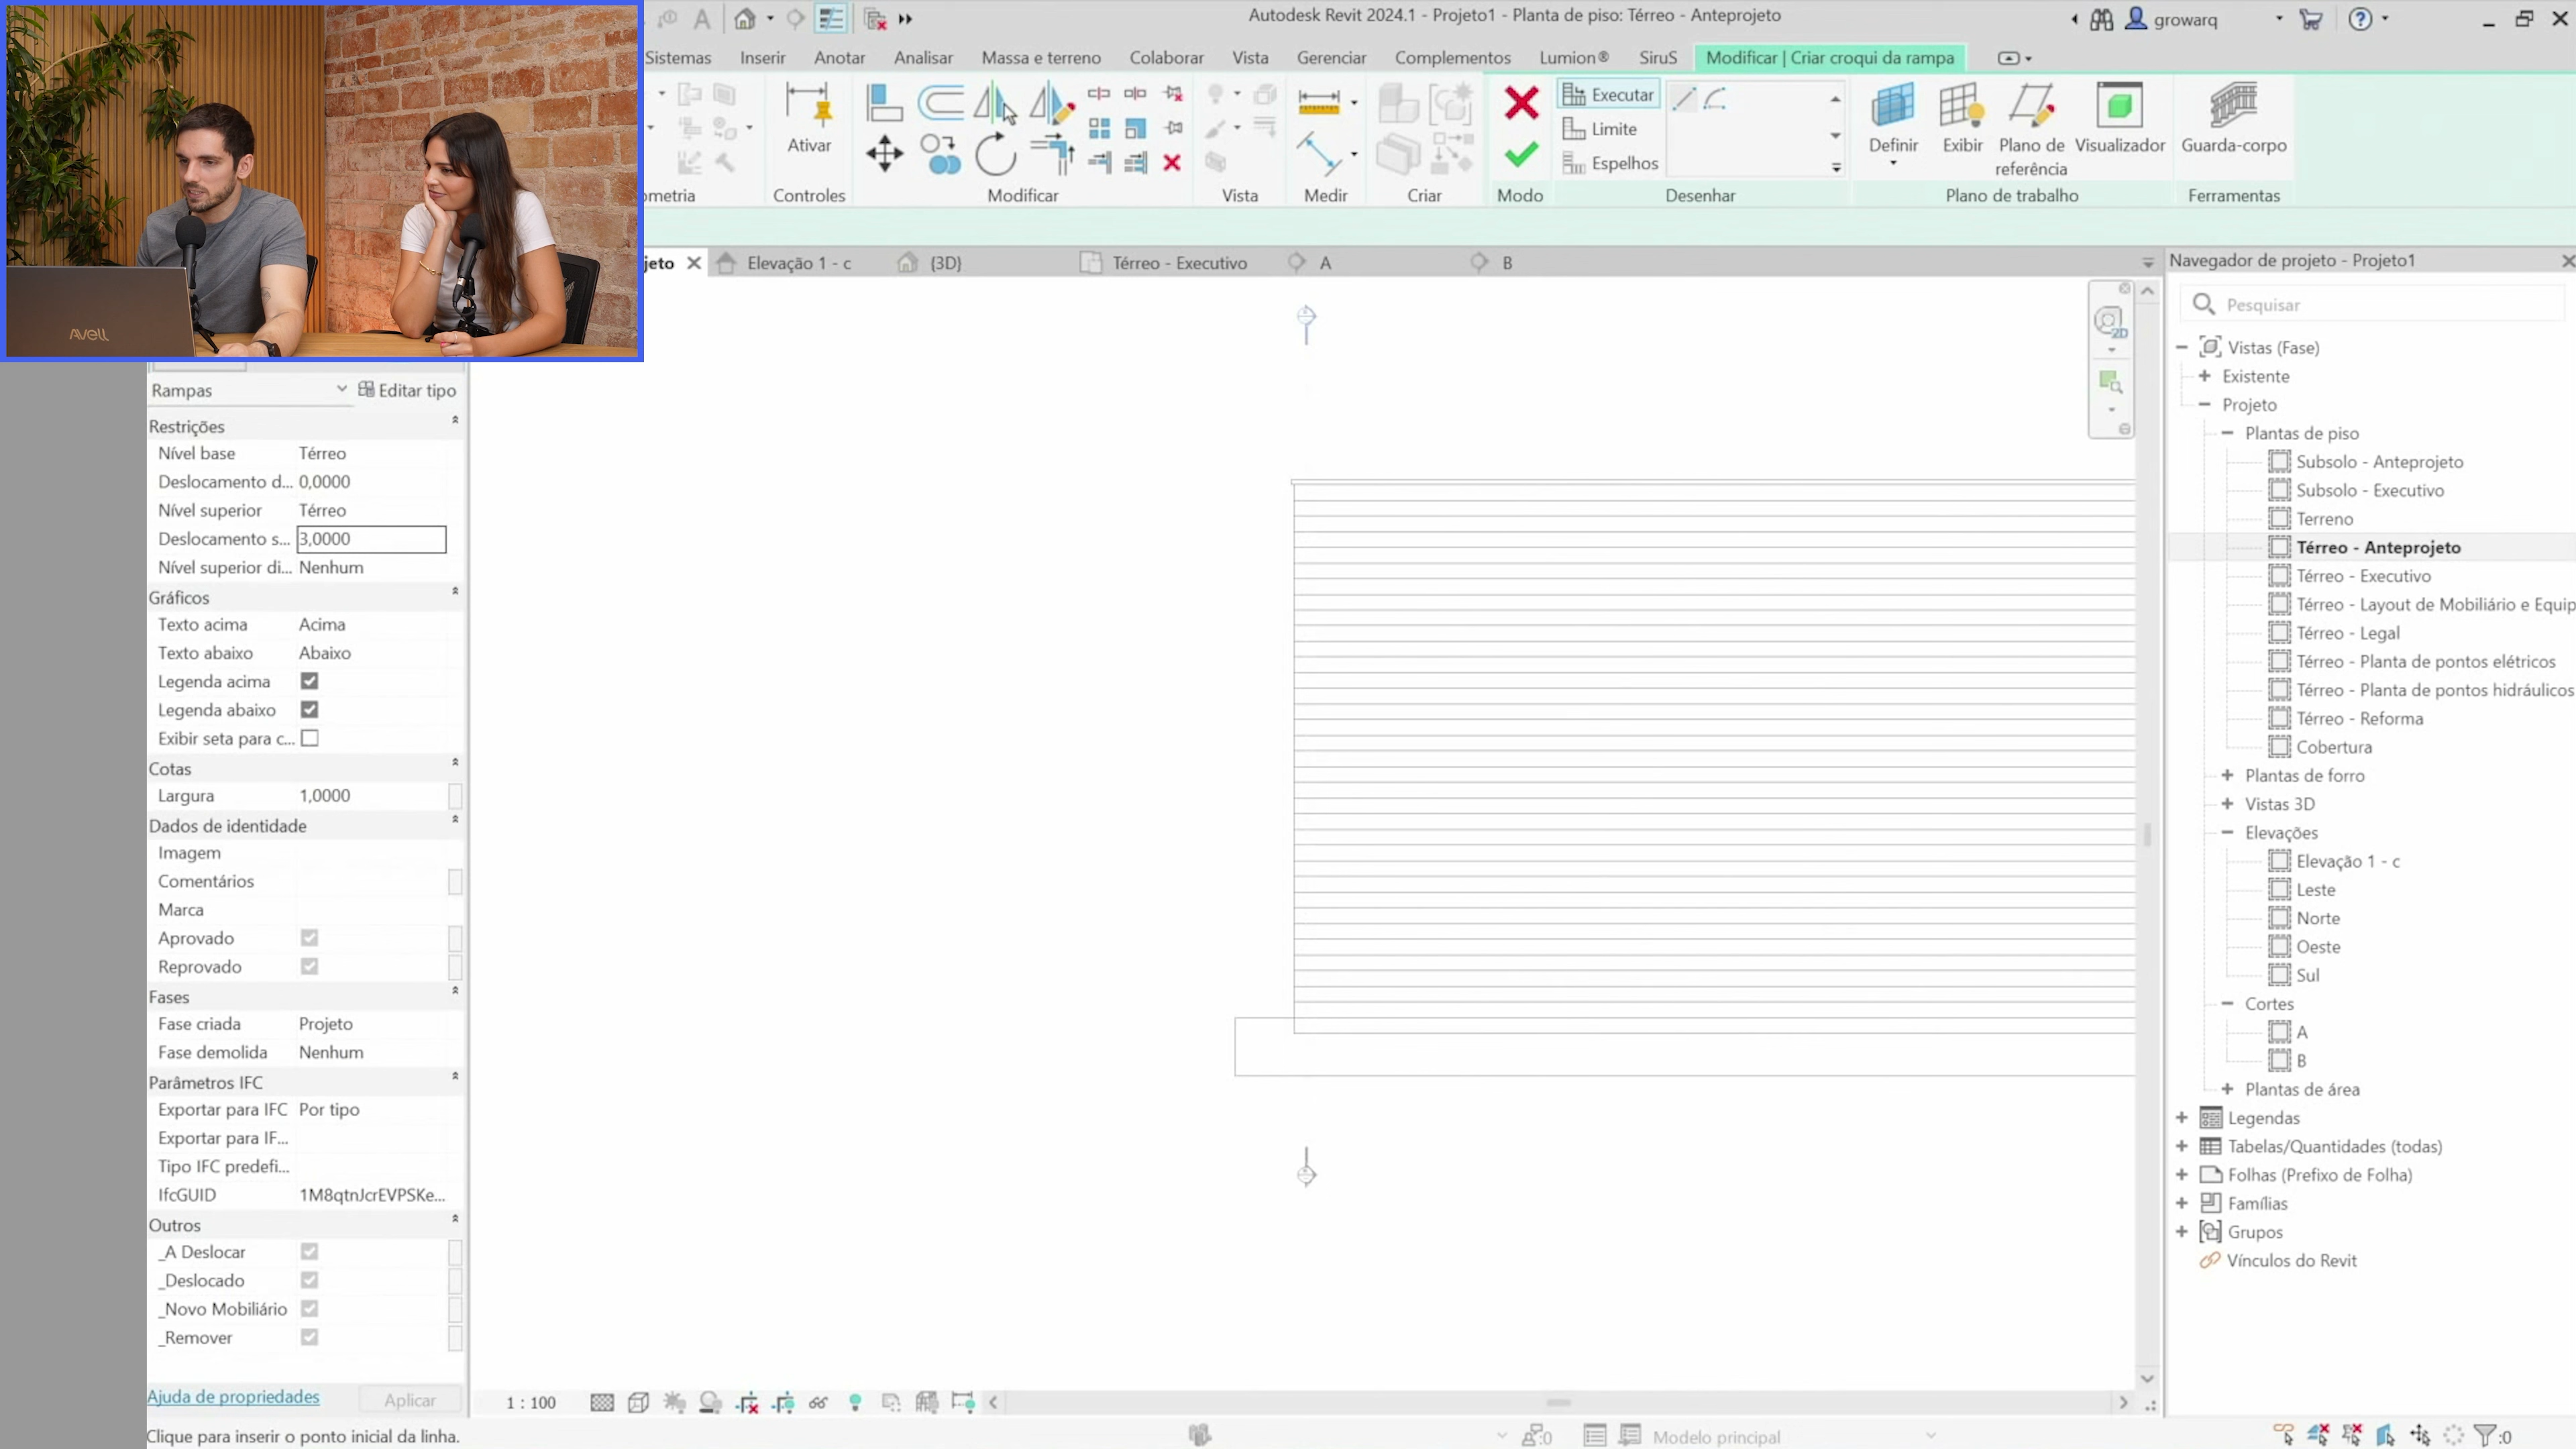 Autodesk Revit 2024.1 - Projeto1 - Planta de piso: Térreo - Anteprojeto
growarq
Sistemas Inserir Anotar Analisar Massa e terreno Colaborar Vista Gerenciar Complementos Lumion® SiruS Modificar | Criar croqui da rampa
Ativar
Executar
Limite
Espelhos
Definir
Exibir
Plano de referência
Visualizador
Guarda-corpo
ometria Controles Modificar Vista Medir Criar Modo Desenhar Plano de trabalho Ferramentas
jeto Elevação 1 - c {3D} Térreo - Executivo A B
2D
Avell
Rampas Editar tipo
Restrições
Nível base Térreo
Deslocamento d... 0,0000
Nível superior Térreo
Deslocamento s... 3,0000
Nível superior di... Nenhum
Gráficos
Texto acima Acima
Texto abaixo Abaixo
Legenda acima
Legenda abaixo
Exibir seta para c...
Cotas
Largura 1,0000
Dados de identidade
Imagem
Comentários
Marca
Aprovado
Reprovado
Fases
Fase criada Projeto
Fase demolida Nenhum
Parâmetros IFC
Exportar para IFC Por tipo
Exportar para IF...
Tipo IFC predefi...
IfcGUID 1M8qtnJcrEVPSKe...
Outros
_A Deslocar
_Deslocado
_Novo Mobiliário
_Remover
Ajuda de propriedades Aplicar
Navegador de projeto - Projeto1
Pesquisar
Vistas (Fase)
Existente
Projeto
Plantas de piso
Subsolo - Anteprojeto
Subsolo - Executivo
Terreno
Térreo - Anteprojeto
Térreo - Executivo
Térreo - Layout de Mobiliário e Equip
Térreo - Legal
Térreo - Planta de pontos elétricos
Térreo - Planta de pontos hidráulicos
Térreo - Reforma
Cobertura
Plantas de forro
Vistas 3D
Elevações
Elevação 1 - c
Leste
Norte
Oeste
Sul
Cortes
A
B
Plantas de área
Legendas
Tabelas/Quantidades (todas)
Folhas (Prefixo de Folha)
Famílias
Grupos
Vínculos do Revit
1 : 100
Clique para inserir o ponto inicial da linha. :0 Modelo principal :0